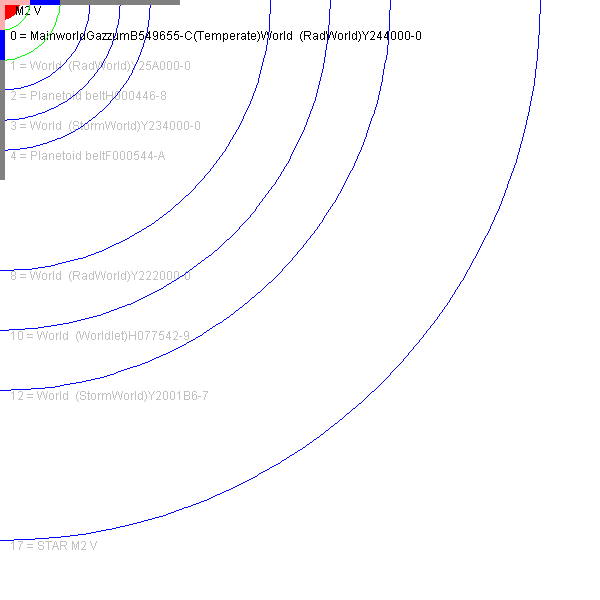 M2 V
0 = MainworldGazzumB549655-C(Temperate)World (RadWorld)Y244000-0
1 = World (RadWorld)Y25A000-0
2 = Planetoid beltH000446-8
3 = World (StormWorld)Y234000-0
4 = Planetoid beltF000544-A
8 = World (RadWorld)Y222000-0
10 = World (Worldlet)H077542-9
12 = World (StormWorld)Y2001B6-7
17 = STAR M2 V